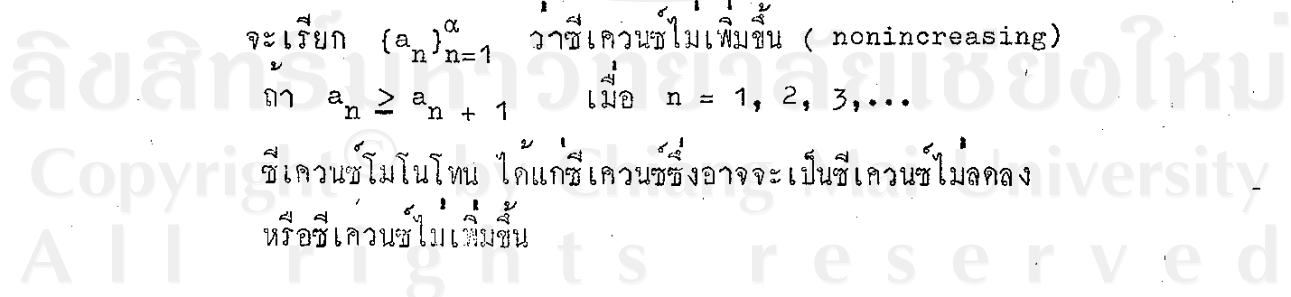 จะเรียก {aₙ}ᵅₙ₌₁ ว่าซีเควนซ์ไม่เพิ่มขึ้น ( nonincreasing)
ลิขสิทธิ์มหาวิทยาลัยเชียงใหม่
ถ้า aₙ ≥ aₙ ₊ ₁ เมื่อ n = 1, 2, 3,...
ซีเควนซ์โมโนโทน ได้แก่ซีเควนซ์ซึ่งอาจจะเป็นซีเควนซ์ไม่ลดลง
Copyright© by Chiang Mai University
หรือซีเควนซ์ไม่เพิ่มขึ้น
All rights reserved